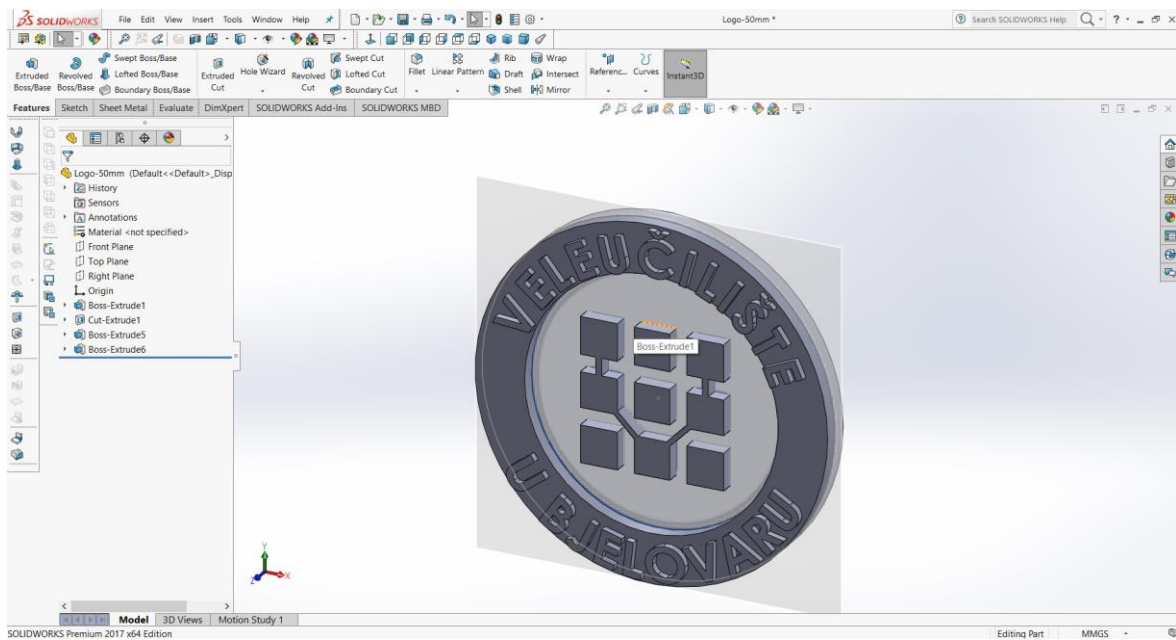 SOLIDWORKS File Edit View Insert Tools Window Help Logo-50mm * Search SOLIDWORKS Help
Extruded Boss/Base Revolved Boss/Base Swept Boss/Base Lofted Boss/Base Boundary Boss/Base Extruded Cut Hole Wizard Revolved Cut Swept Cut Lofted Cut Boundary Cut Fillet Linear Pattern Rib Draft Shell Wrap Intersect Mirror Referenc... Curves Instant3D
Features Sketch Sheet Metal Evaluate DimXpert SOLIDWORKS Add-Ins SOLIDWORKS MBD
Logo-50mm (Default<<Default>_Disp
History
Sensors
Annotations
Material <not specified>
Front Plane
Top Plane
Right Plane
Origin
Boss-Extrude1
Cut-Extrude1
Boss-Extrude5
Boss-Extrude6
VELEUČILIŠTE
Boss-Extrude1
U BJELOVARU
Y
X
Z
Model 3D Views Motion Study 1
SOLIDWORKS Premium 2017 x64 Edition Editing Part MMGS